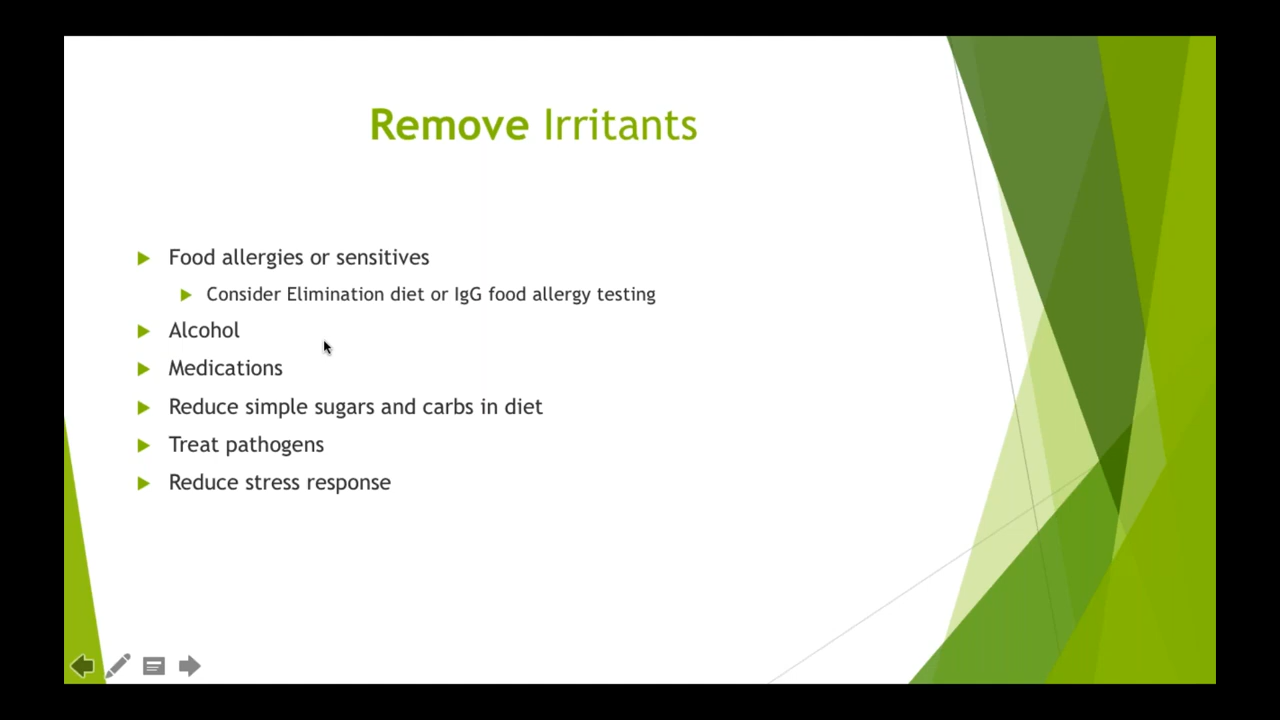 Remove Irritants
Food allergies or sensitives
Consider Elimination diet or IgG food allergy testing
Alcohol
Medications
Reduce simple sugars and carbs in diet
Treat pathogens
Reduce stress response